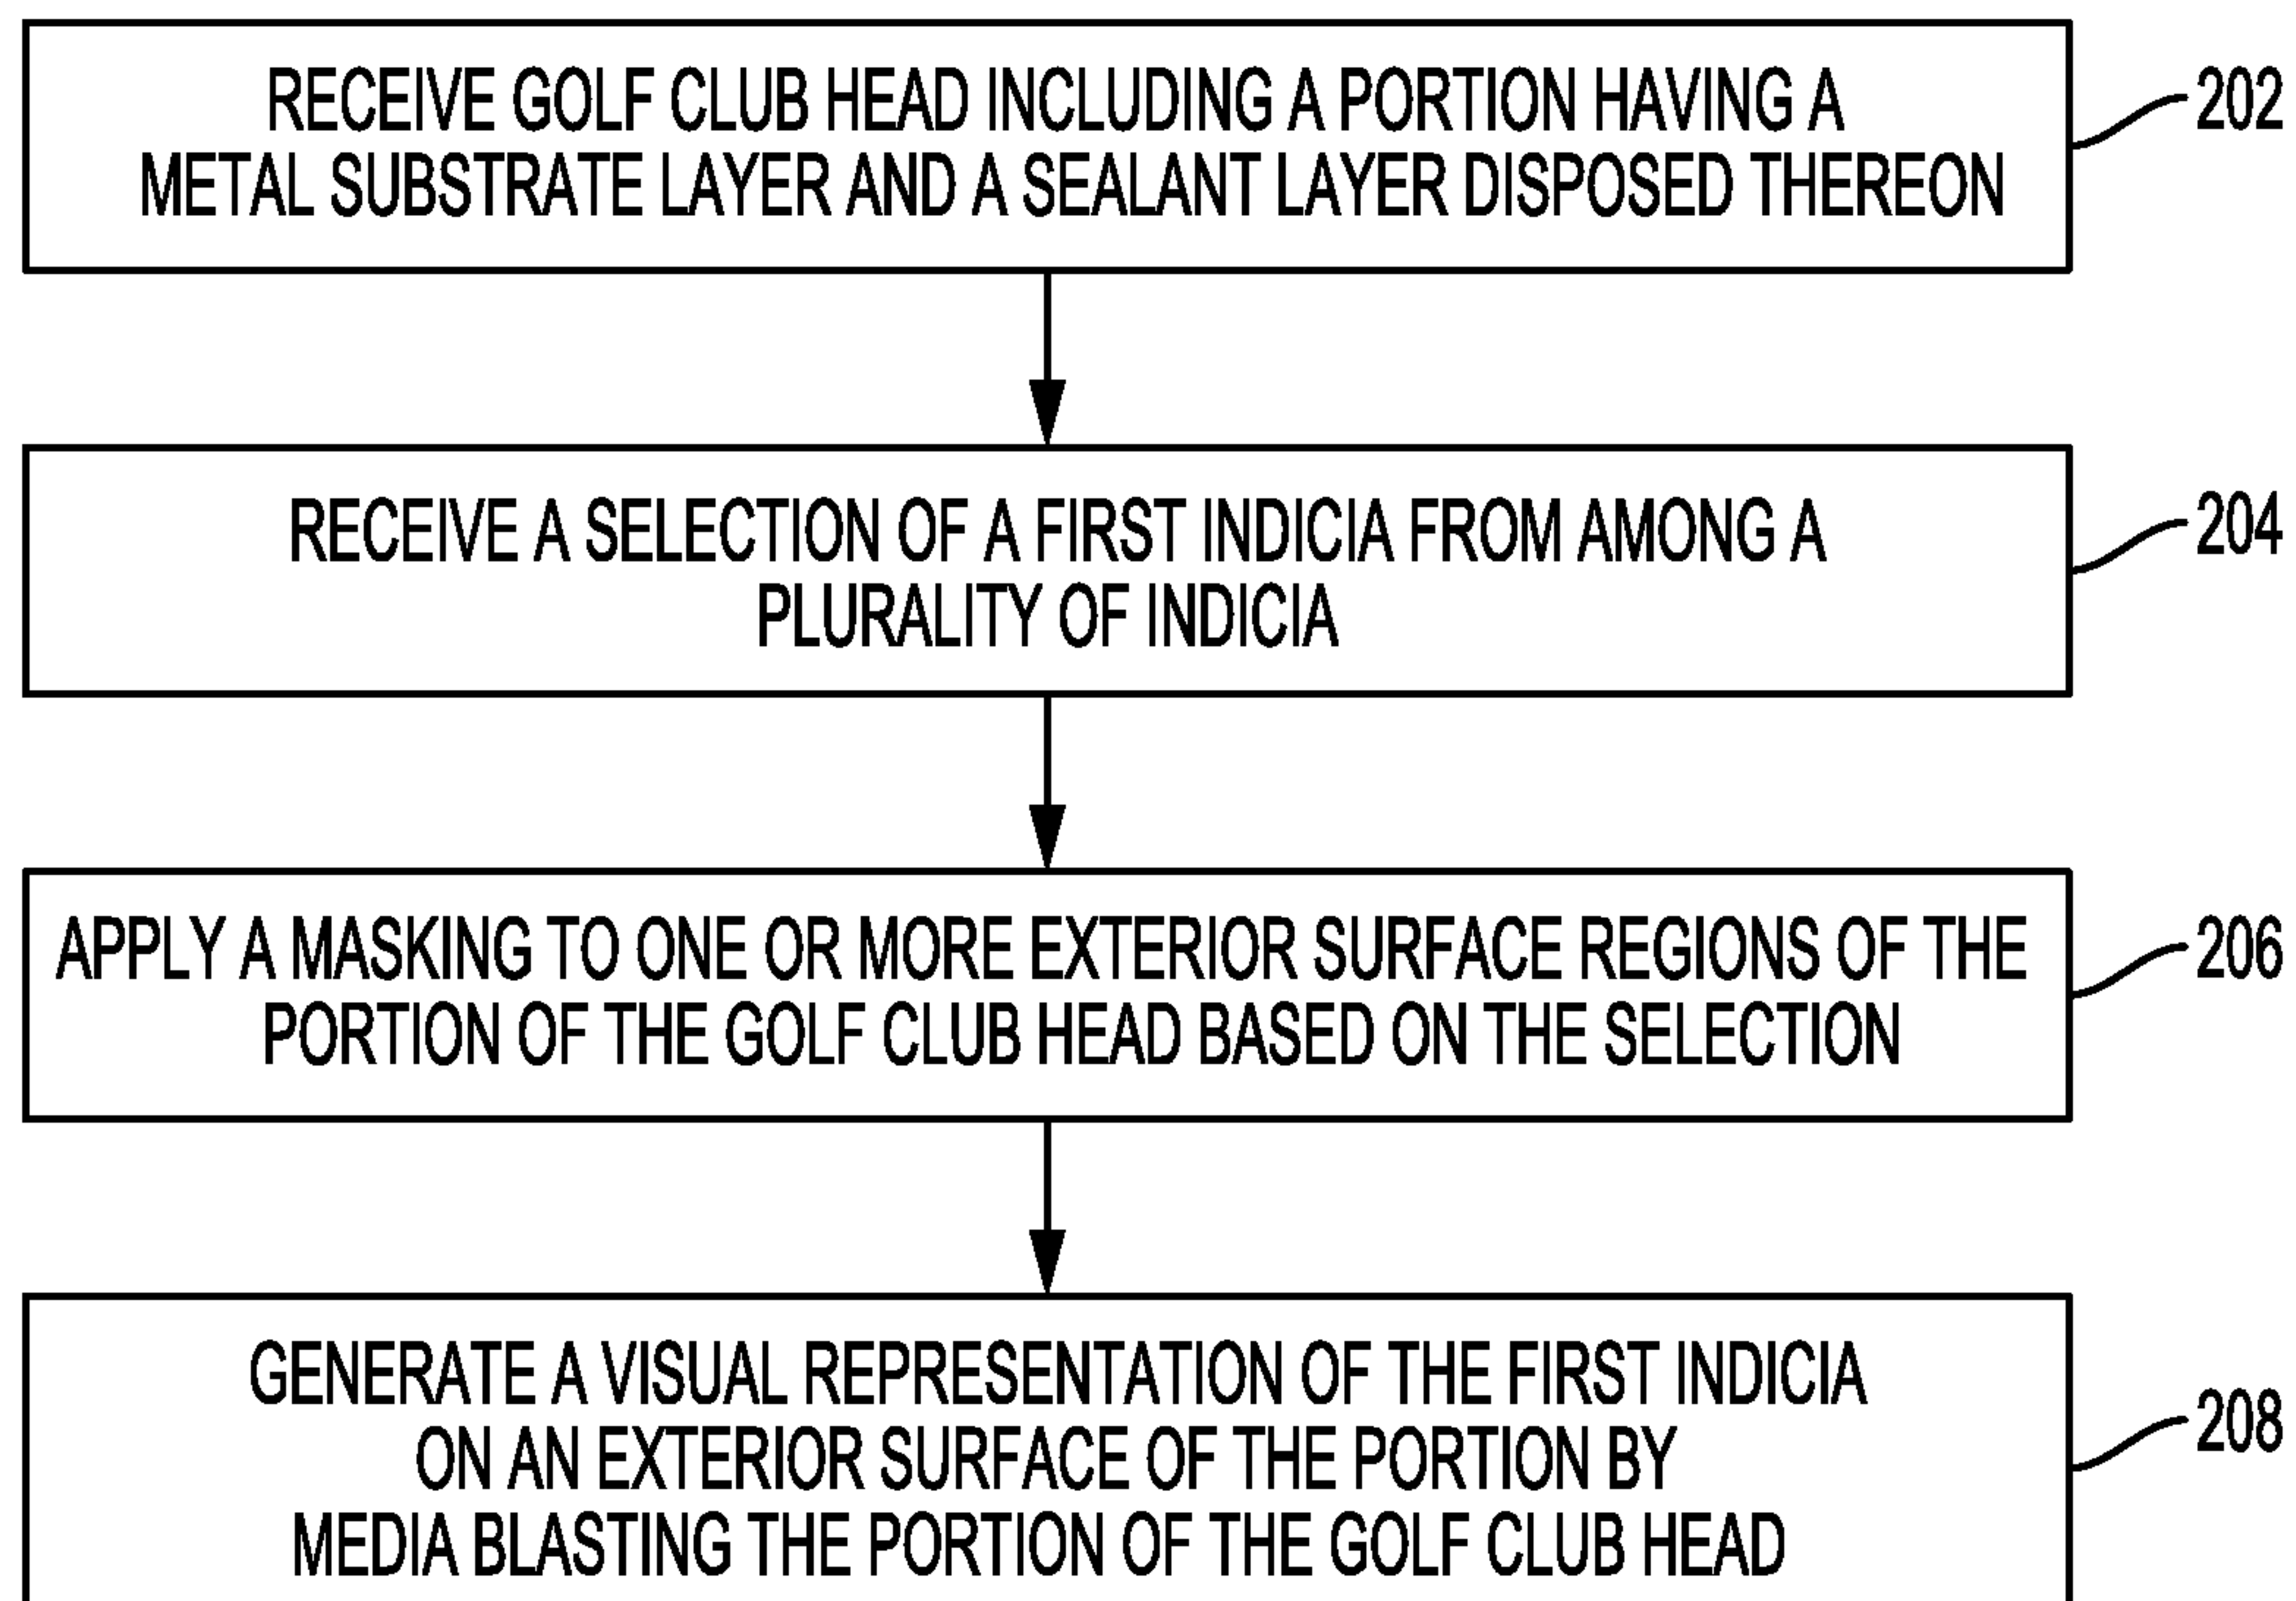 RECEIVE GOLF CLUB HEAD INCLUDING A PORTION HAVING A
METAL SUBSTRATE LAYER AND A SEALANT LAYER DISPOSED THEREON
202
RECEIVE A SELECTION OF A FIRST INDICIA FROM AMONG A
PLURALITY OF INDICIA
204
APPLY A MASKING TO ONE OR MORE EXTERIOR SURFACE REGIONS OF THE
PORTION OF THE GOLF CLUB HEAD BASED ON THE SELECTION
206
GENERATE A VISUAL REPRESENTATION OF THE FIRST INDICIA
ON AN EXTERIOR SURFACE OF THE PORTION BY
MEDIA BLASTING THE PORTION OF THE GOLF CLUB HEAD
208